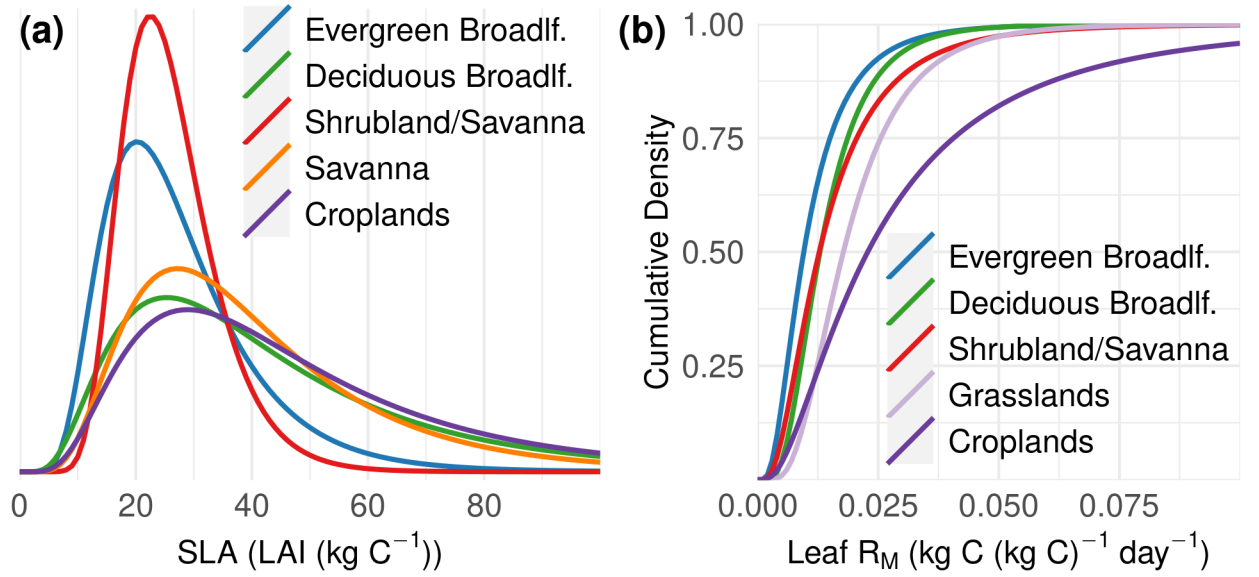 (a)
Evergreen Broadlf.
Deciduous Broadlf.
Shrubland/Savanna
Savanna
Croplands
0 20 40 60 80
SLA (LAI (kg C⁻¹))
(b)
1.00
0.75
0.50
0.25
Cumulative Density
Evergreen Broadlf.
Deciduous Broadlf.
Shrubland/Savanna
Grasslands
Croplands
0.000 0.025 0.050 0.075
Leaf R_M (kg C (kg C)⁻¹ day⁻¹)